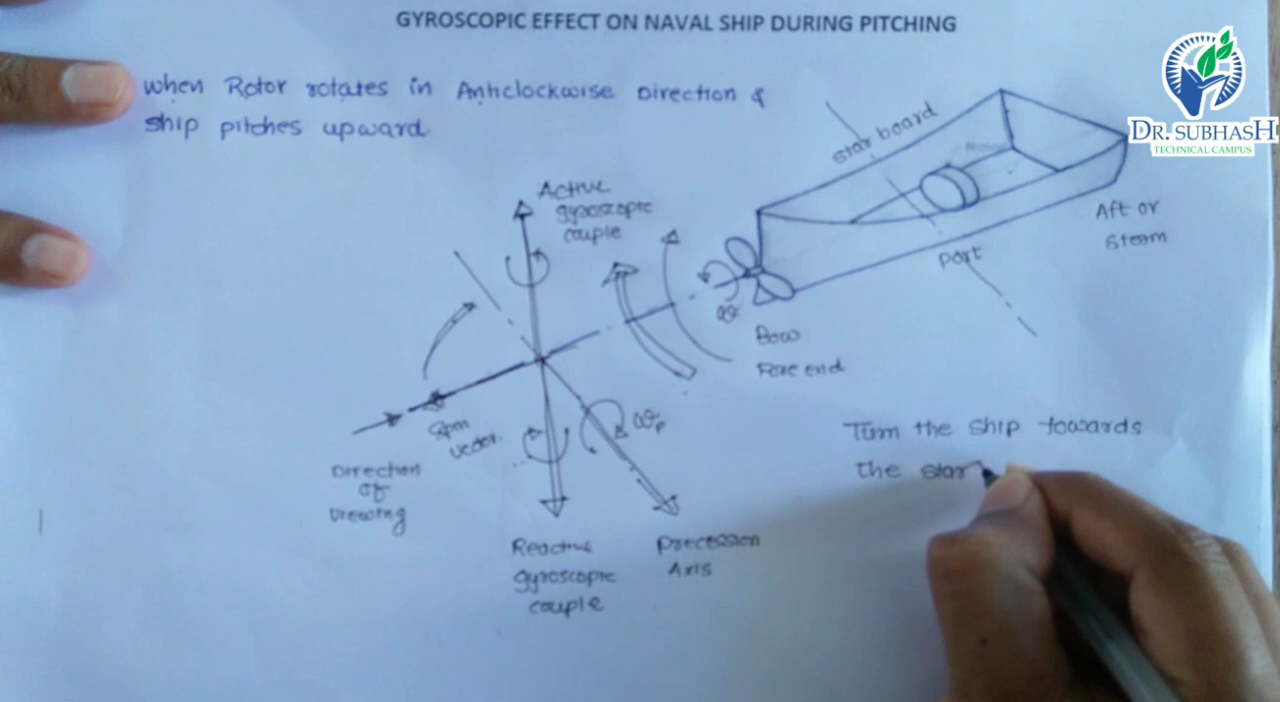 GYROSCOPIC EFFECT ON NAVAL SHIP DURING PITCHING
DR. SUBHASH
TECHNICAL CAMPUS
when Rotor rotates in Anticlockwise Direction &
ship pitches upward.
Star board
Active
gyroscopic
couple
Aft or
Port
ω
Bow
Fore end
Spin
vector.
ωp
Direction
of
viewing
Turn the ship towards
the star
Reactive
gyroscopic
couple
Precession
Axis